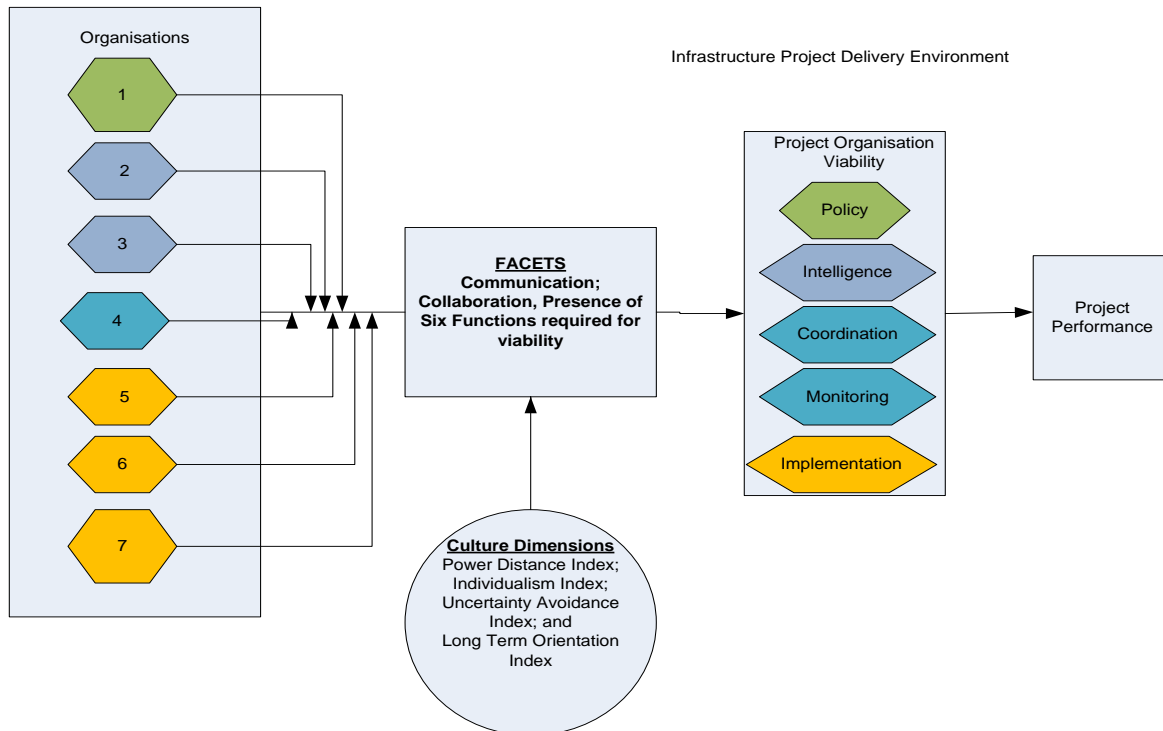 Organisations
1
2
3
4
5
6
7
Infrastructure Project Delivery Environment
FACETS
Communication;
Collaboration, Presence of
Six Functions required for
viability
Culture Dimensions
Power Distance Index;
Individualism Index;
Uncertainty Avoidance
Index; and
Long Term Orientation
Index
Project Organisation
Viability
Policy
Intelligence
Coordination
Monitoring
Implementation
Project
Performance